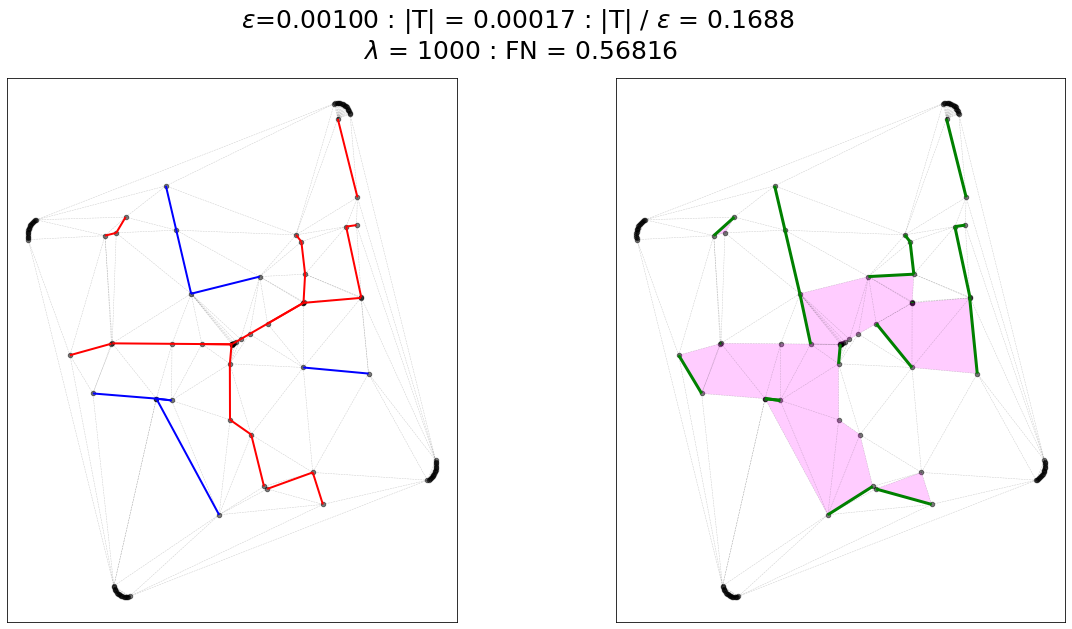 ε=0.00100 : |T| = 0.00017 : |T| / ε = 0.1688
λ = 1000 : FN = 0.56816